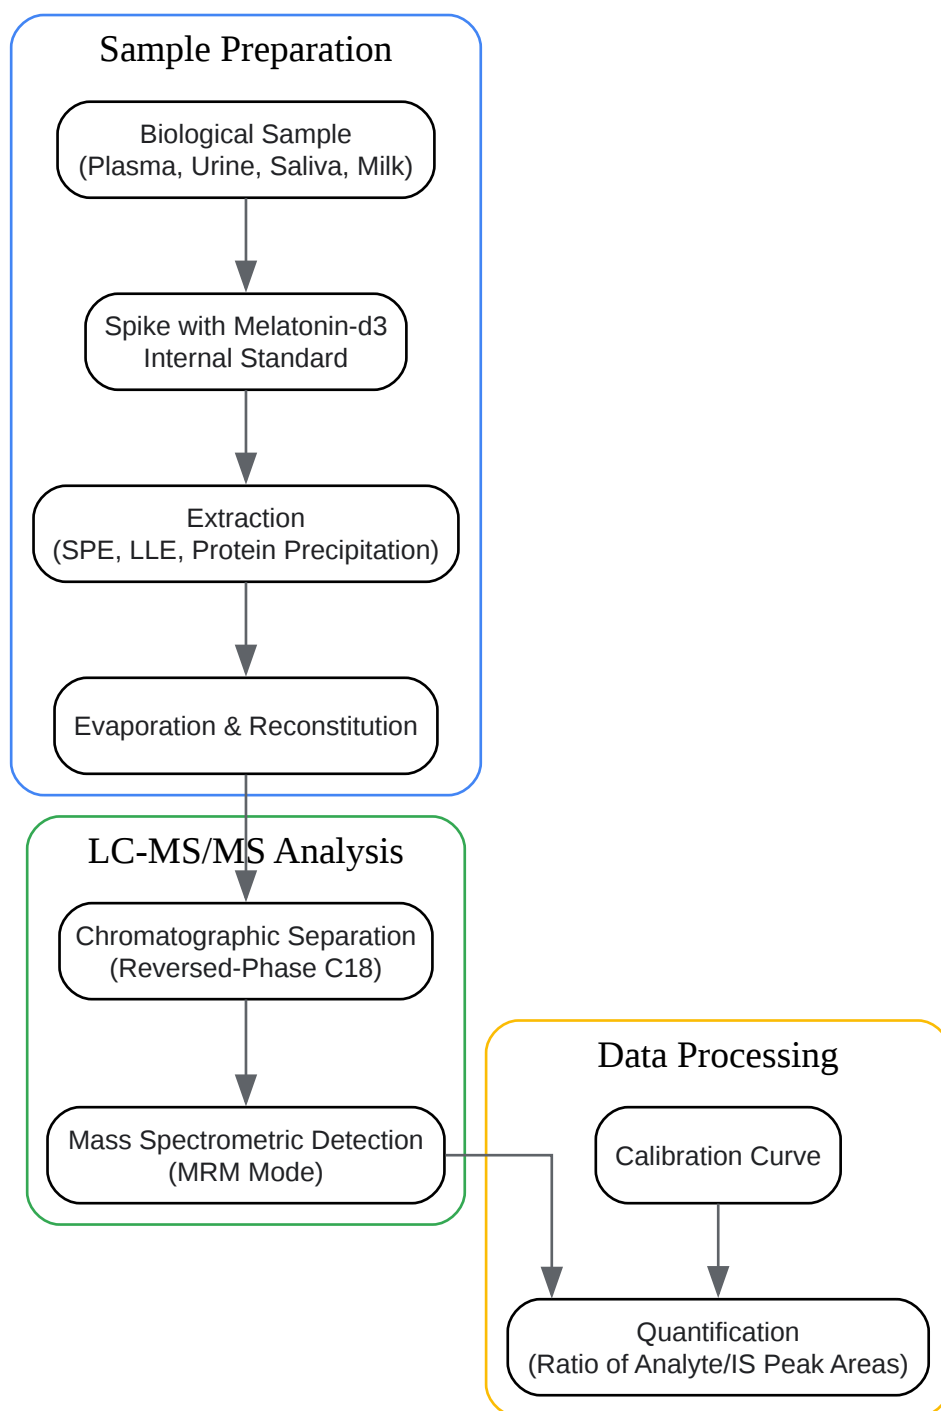 Sample Preparation
Biological Sample
(Plasma, Urine, Saliva, Milk)
Spike with Melatonin-d3
Internal Standard
Extraction
(SPE, LLE, Protein Precipitation)
Evaporation & Reconstitution
LC-MS/MS Analysis
Chromatographic Separation
(Reversed-Phase C18)
Mass Spectrometric Detection
(MRM Mode)
Data Processing
Calibration Curve
Quantification
(Ratio of Analyte/IS Peak Areas)